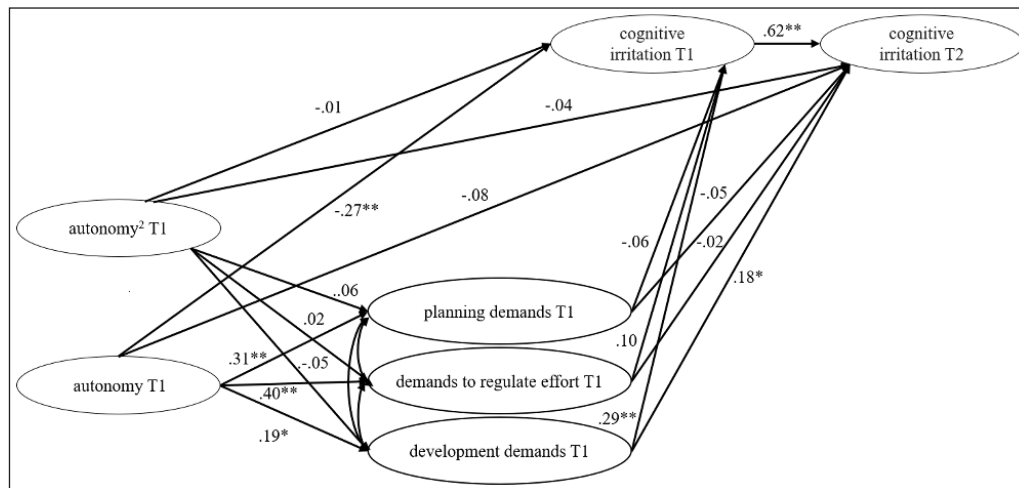 cognitive
irritation T1
.62**
cognitive
irritation T2
-.01
-.04
-.08
-.27**
autonomy² T1
-.05
-.06
-.02
.18*
.06
planning demands T1
.02
.31**
.-05
.10
autonomy T1
demands to regulate effort T1
.40**
.29**
.19*
development demands T1